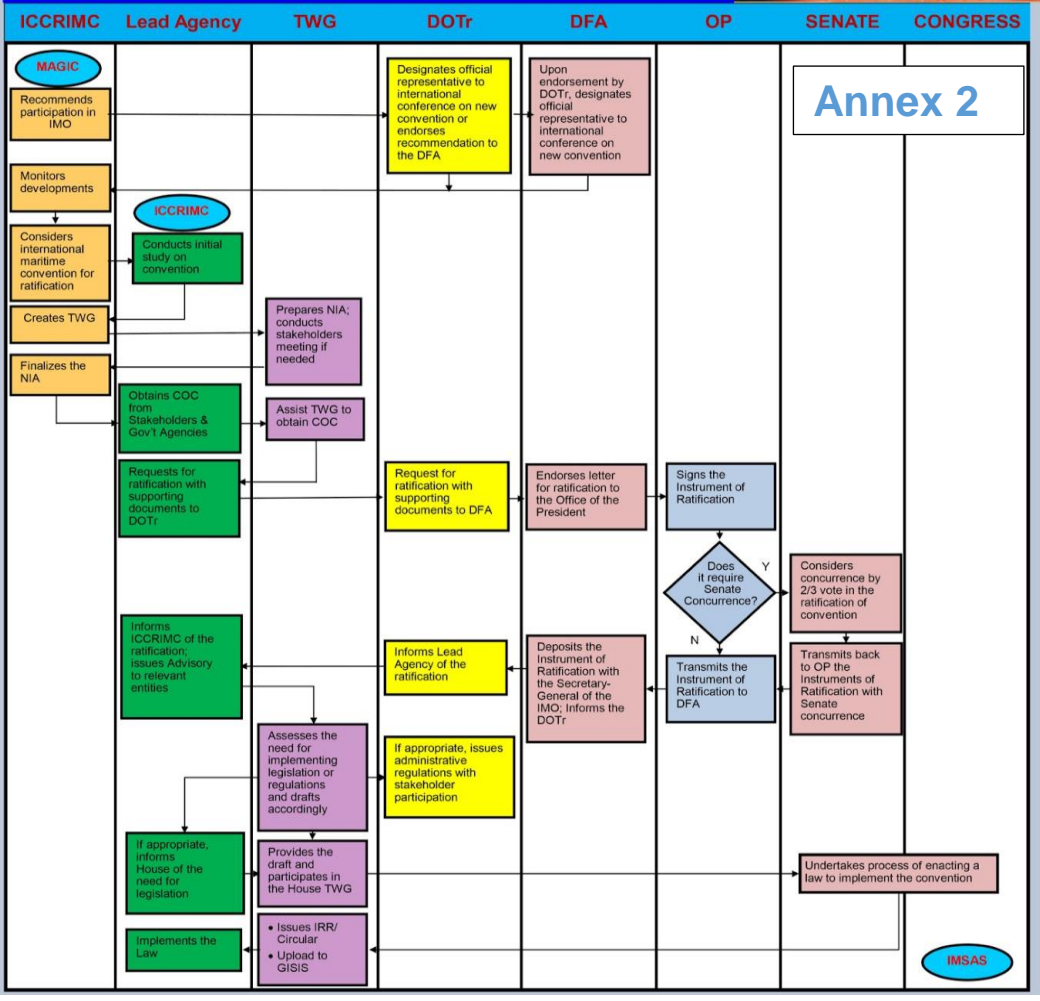 ICCRIMC
Lead Agency
TWG
DOTr
DFA
OP
SENATE
CONGRESS
Annex 2
MAGIC
Recommends
participation in
IMO
Designates official
representative to
international
conference on new
convention or
endorses
recommendation to
the DFA
Upon
endorsement by
DOTr, designates
official
representative to
international
conference on
new convention
Monitors
developments
ICCRIMC
Considers
international
maritime
convention for
ratification
Conducts initial
study on
convention
Creates TWG
Prepares NIA;
conducts
stakeholders
meeting if
needed
Finalizes the
NIA
Obtains COC
from
Stakeholders &
Gov't Agencies
Assist TWG to
obtain COC
Requests for
ratification with
supporting
documents to
DOTr
Request for
ratification with
supporting
documents to DFA
Endorses letter
for ratification to
the Office of the
President
Signs the
Instrument of
Ratification
Does
it require
Senate
Concurrence?
Y
N
Considers
concurrence by
2/3 vote in the
ratification of
convention
Informs
ICCRIMC of the
ratification;
issues Advisory
to relevant
entities
Informs Lead
Agency of the
ratification
Deposits the
Instrument of
Ratification with
the Secretary-
General of the
IMO; Informs the
DOTr
Transmits the
Instrument of
Ratification to
DFA
Transmits back
to OP the
Instruments of
Ratification with
Senate
concurrence
Assesses the
need for
implementing
legislation or
regulations
and drafts
accordingly
If appropriate, issues
administrative
regulations with
stakeholder
participation
If appropriate,
informs
House of the
need for
legislation
Provides the
draft and
participates in
the House TWG
Undertakes process of enacting a
law to implement the convention
Implements the
Law
• Issues IRR/
Circular
• Upload to
GISIS
IMSAS